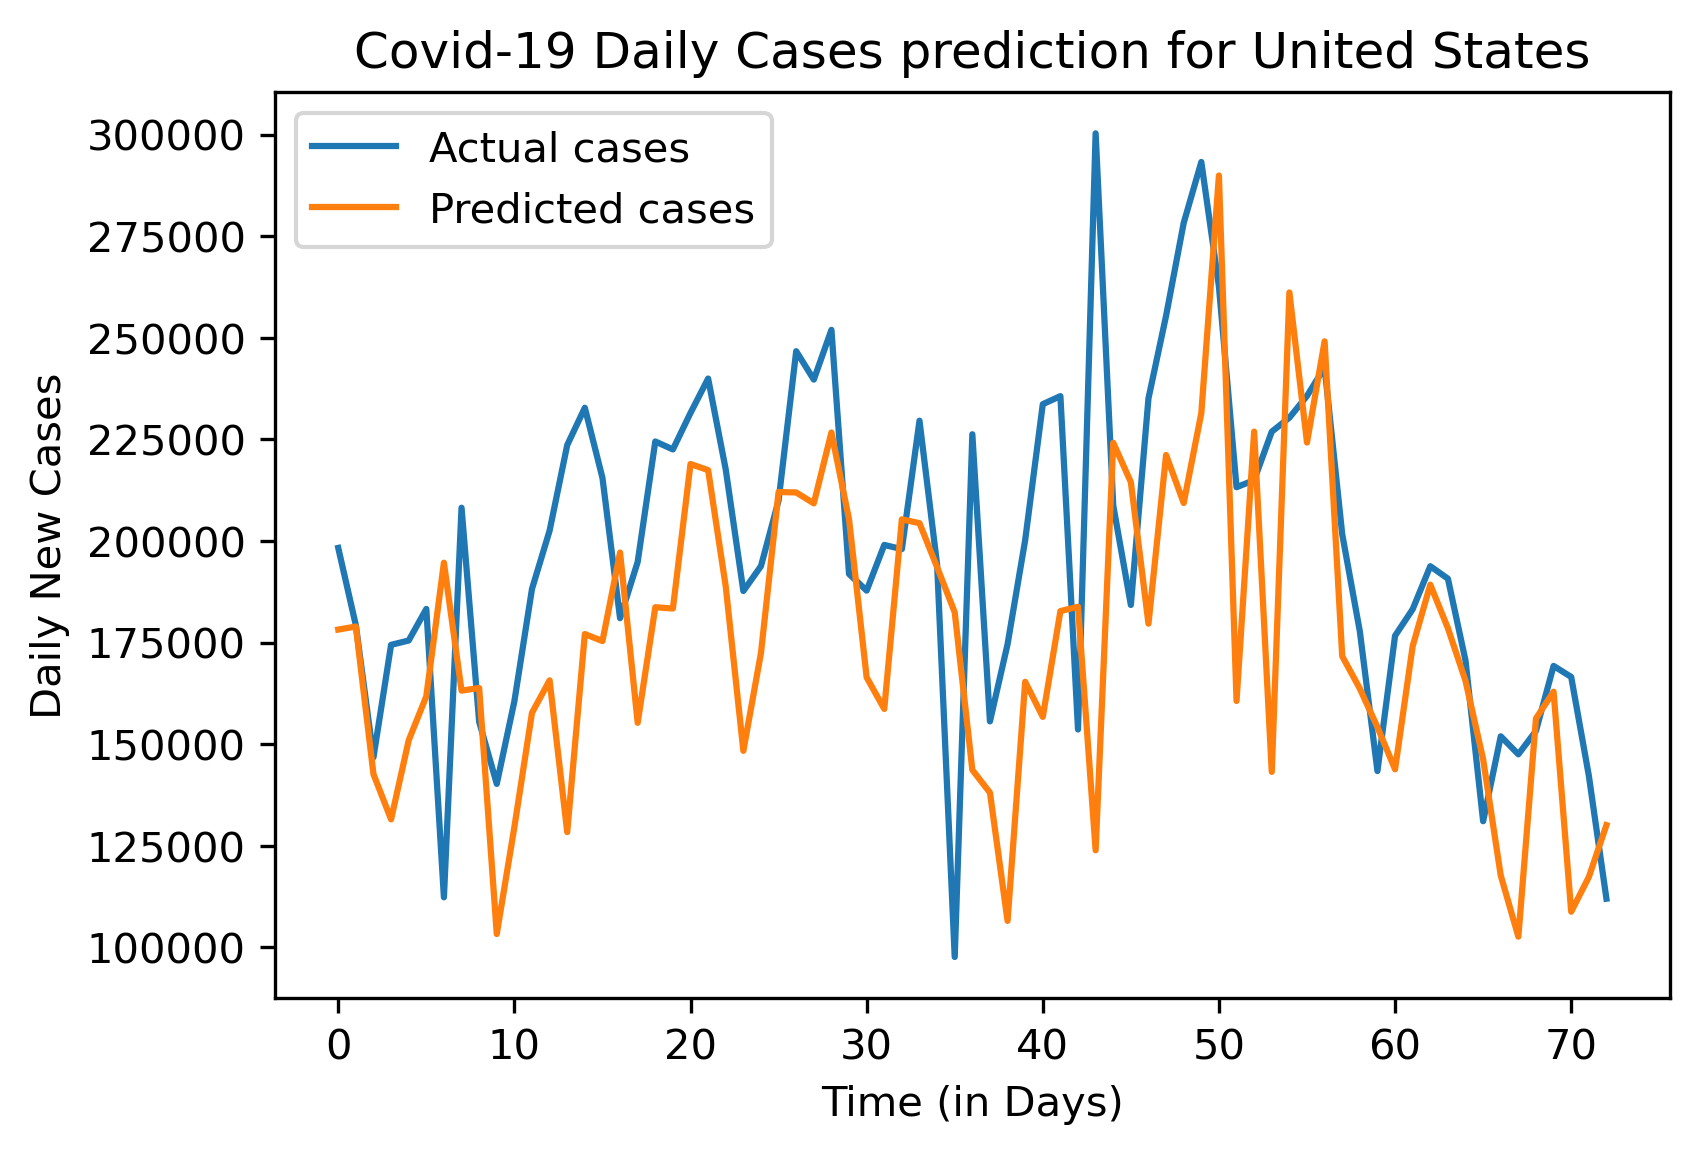 Covid-19 Daily Cases prediction for United States
Actual cases
Predicted cases
300000
275000
250000
225000
200000
175000
150000
125000
100000
Daily New Cases
0 10 20 30 40 50 60 70
Time (in Days)